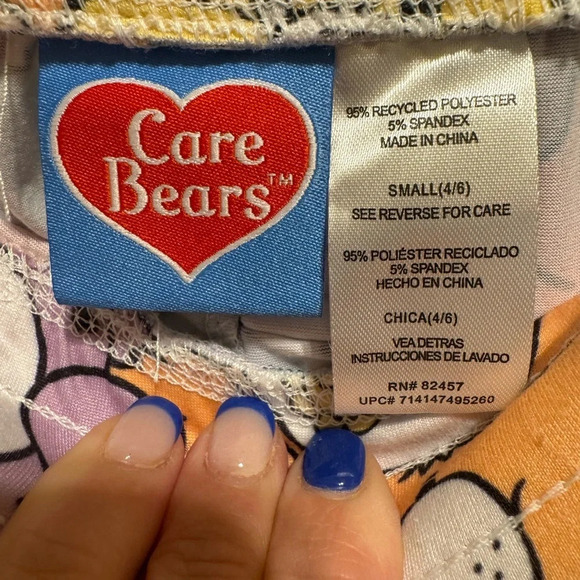 Care
Bears™
95% RECYCLED POLYESTER
5% SPANDEX
MADE IN CHINA
SMALL(4/6)
SEE REVERSE FOR CARE
95% POLIÉSTER RECICLADO
5% SPANDEX
HECHO EN CHINA
CHICA(4/6)
VEA DETRAS
INSTRUCCIONES DE LAVADO
RN# 82457
UPC# 714147495260